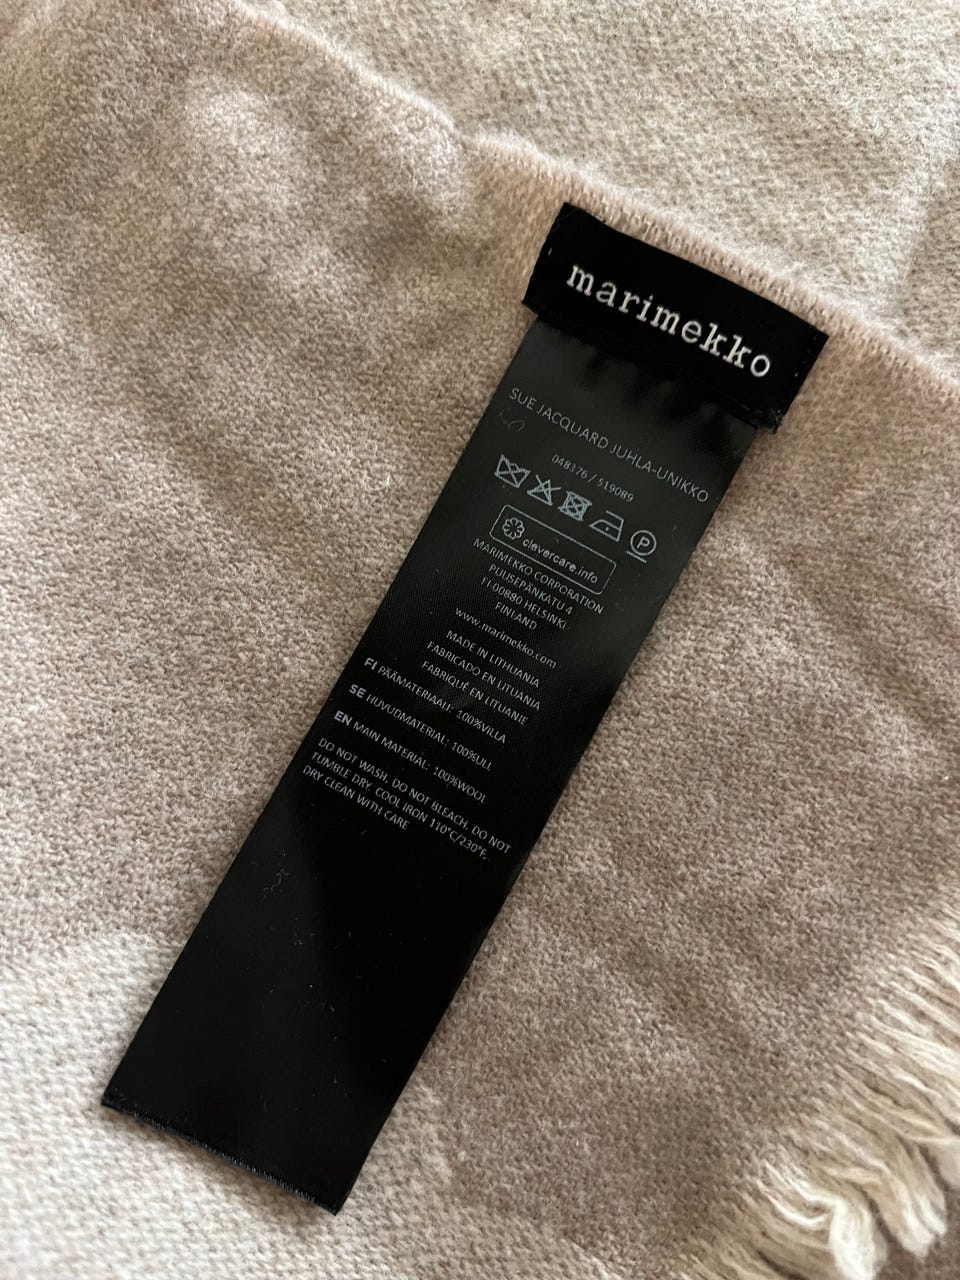 marimekko
SUE JACQUARD JUHLA-UNIKKO
048376 / 519089
P
clevercare.info
MARIMEKKO CORPORATION
PUUSEPÄNKATU 4
FI-00880 HELSINKI
FINLAND
www.marimekko.com
MADE IN LITHUANIA
FABRICADO EN LITUANIA
FABRIQUÉ EN LITUANIE
FI PÄÄMATERIAALI: 100%VILLA
SE HUVUDMATERIAL: 100%ULL
EN MAIN MATERIAL: 100%WOOL
DO NOT WASH. DO NOT BLEACH. DO NOT
TUMBLE DRY. COOL IRON 110°C/230°F.
DRY CLEAN WITH CARE